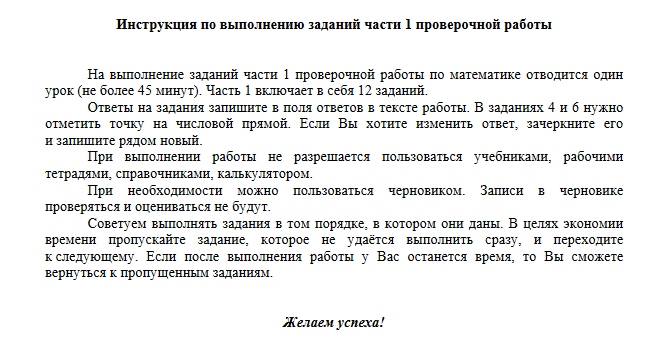 Инструкция по выполнению заданий части 1 проверочной работы
На выполнение заданий части 1 проверочной работы по математике отводится один
урок (не более 45 минут). Часть 1 включает в себя 12 заданий.
Ответы на задания запишите в поля ответов в тексте работы. В заданиях 4 и 6 нужно
отметить точку на числовой прямой. Если Вы хотите изменить ответ, зачеркните его
и запишите рядом новый.
При выполнении работы не разрешается пользоваться учебниками, рабочими
тетрадями, справочниками, калькулятором.
При необходимости можно пользоваться черновиком. Записи в черновике
проверяться и оцениваться не будут.
Советуем выполнять задания в том порядке, в котором они даны. В целях экономии
времени пропускайте задание, которое не удаётся выполнить сразу, и переходите
к следующему. Если после выполнения работы у Вас останется время, то Вы сможете
вернуться к пропущенным заданиям.
Желаем успеха!